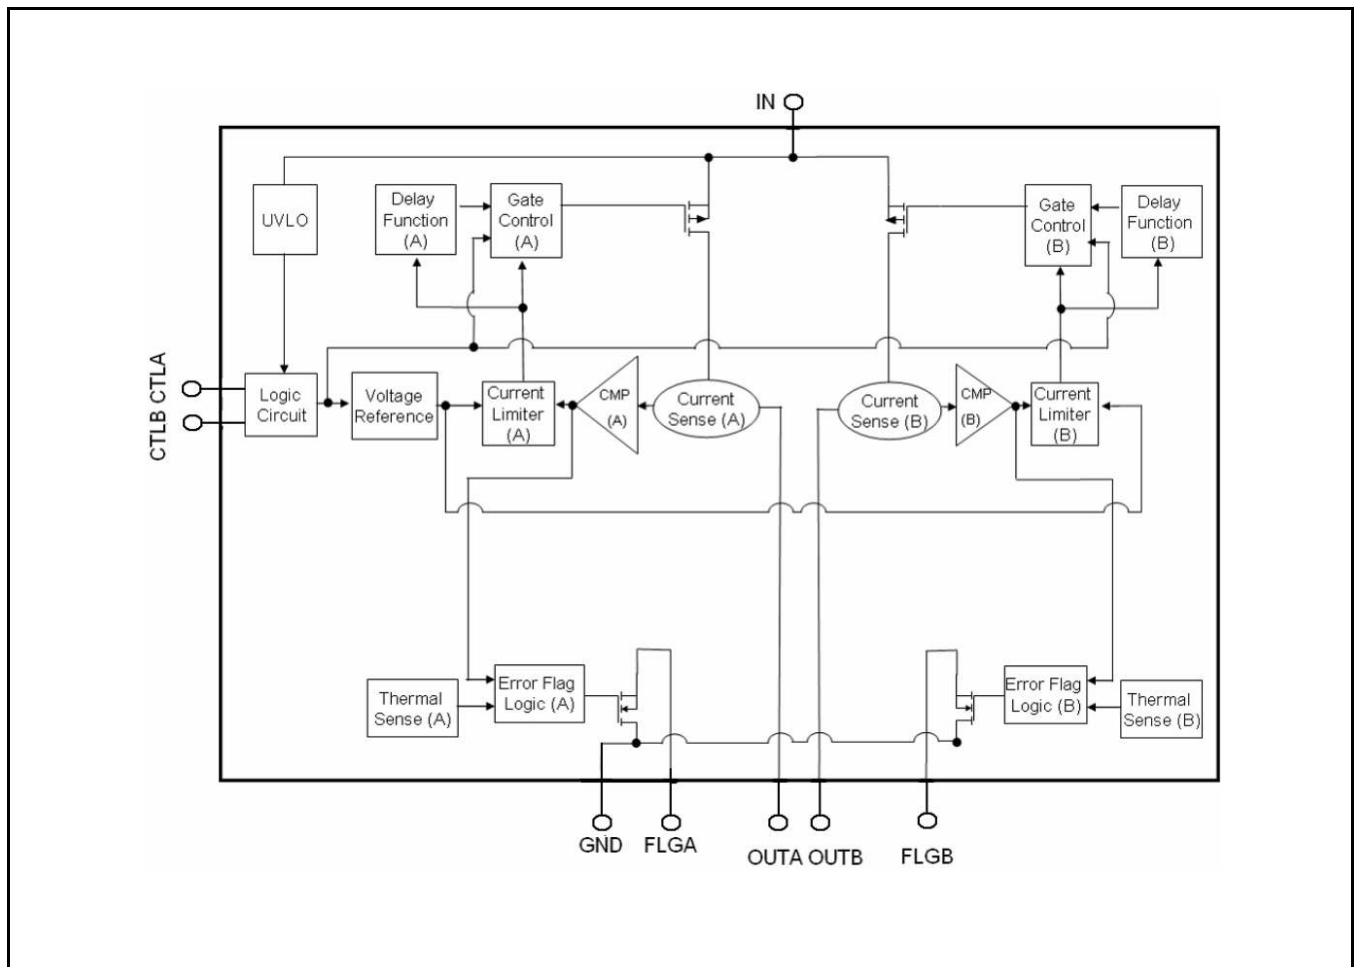 IN
UVLO
Delay
Function
(A)
Gate
Control
(A)
Gate
Control
(B)
Delay
Function
(B)
CTLB CTLA
Logic
Circuit
Voltage
Reference
Current
Limiter
(A)
CMP
(A)
Current
Sense (A)
Current
Sense (B)
CMP
(B)
Current
Limiter
(B)
Thermal
Sense (A)
Error Flag
Logic (A)
Error Flag
Logic (B)
Thermal
Sense (B)
GND
FLGA
OUTA
OUTB
FLGB